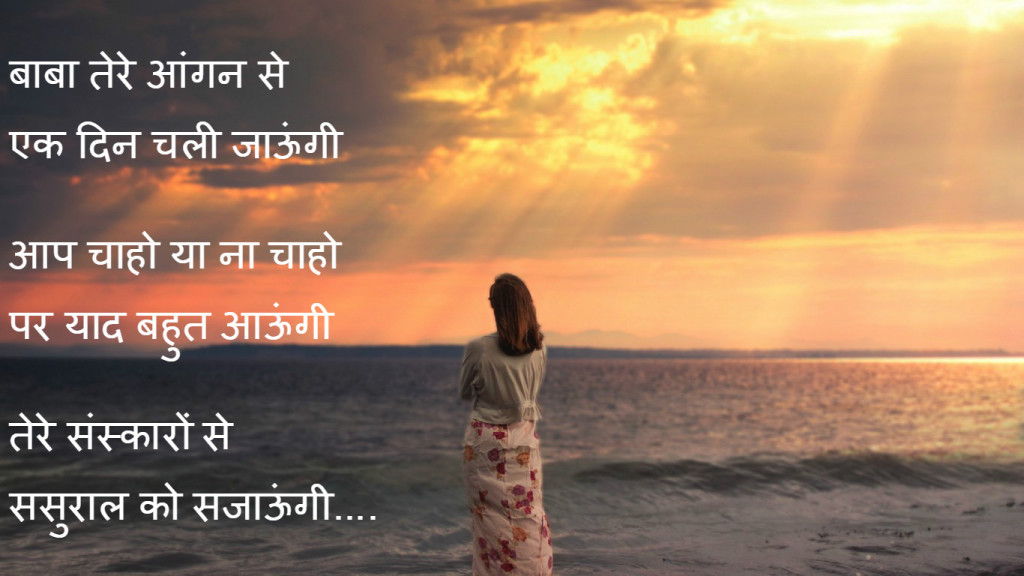 बाबा तेरे आंगन से
एक दिन चली जाऊंगी
आप चाहो या ना चाहो
पर याद बहुत आऊंगी
तेरे संस्कारों से
ससुराल को सजाऊंगी....